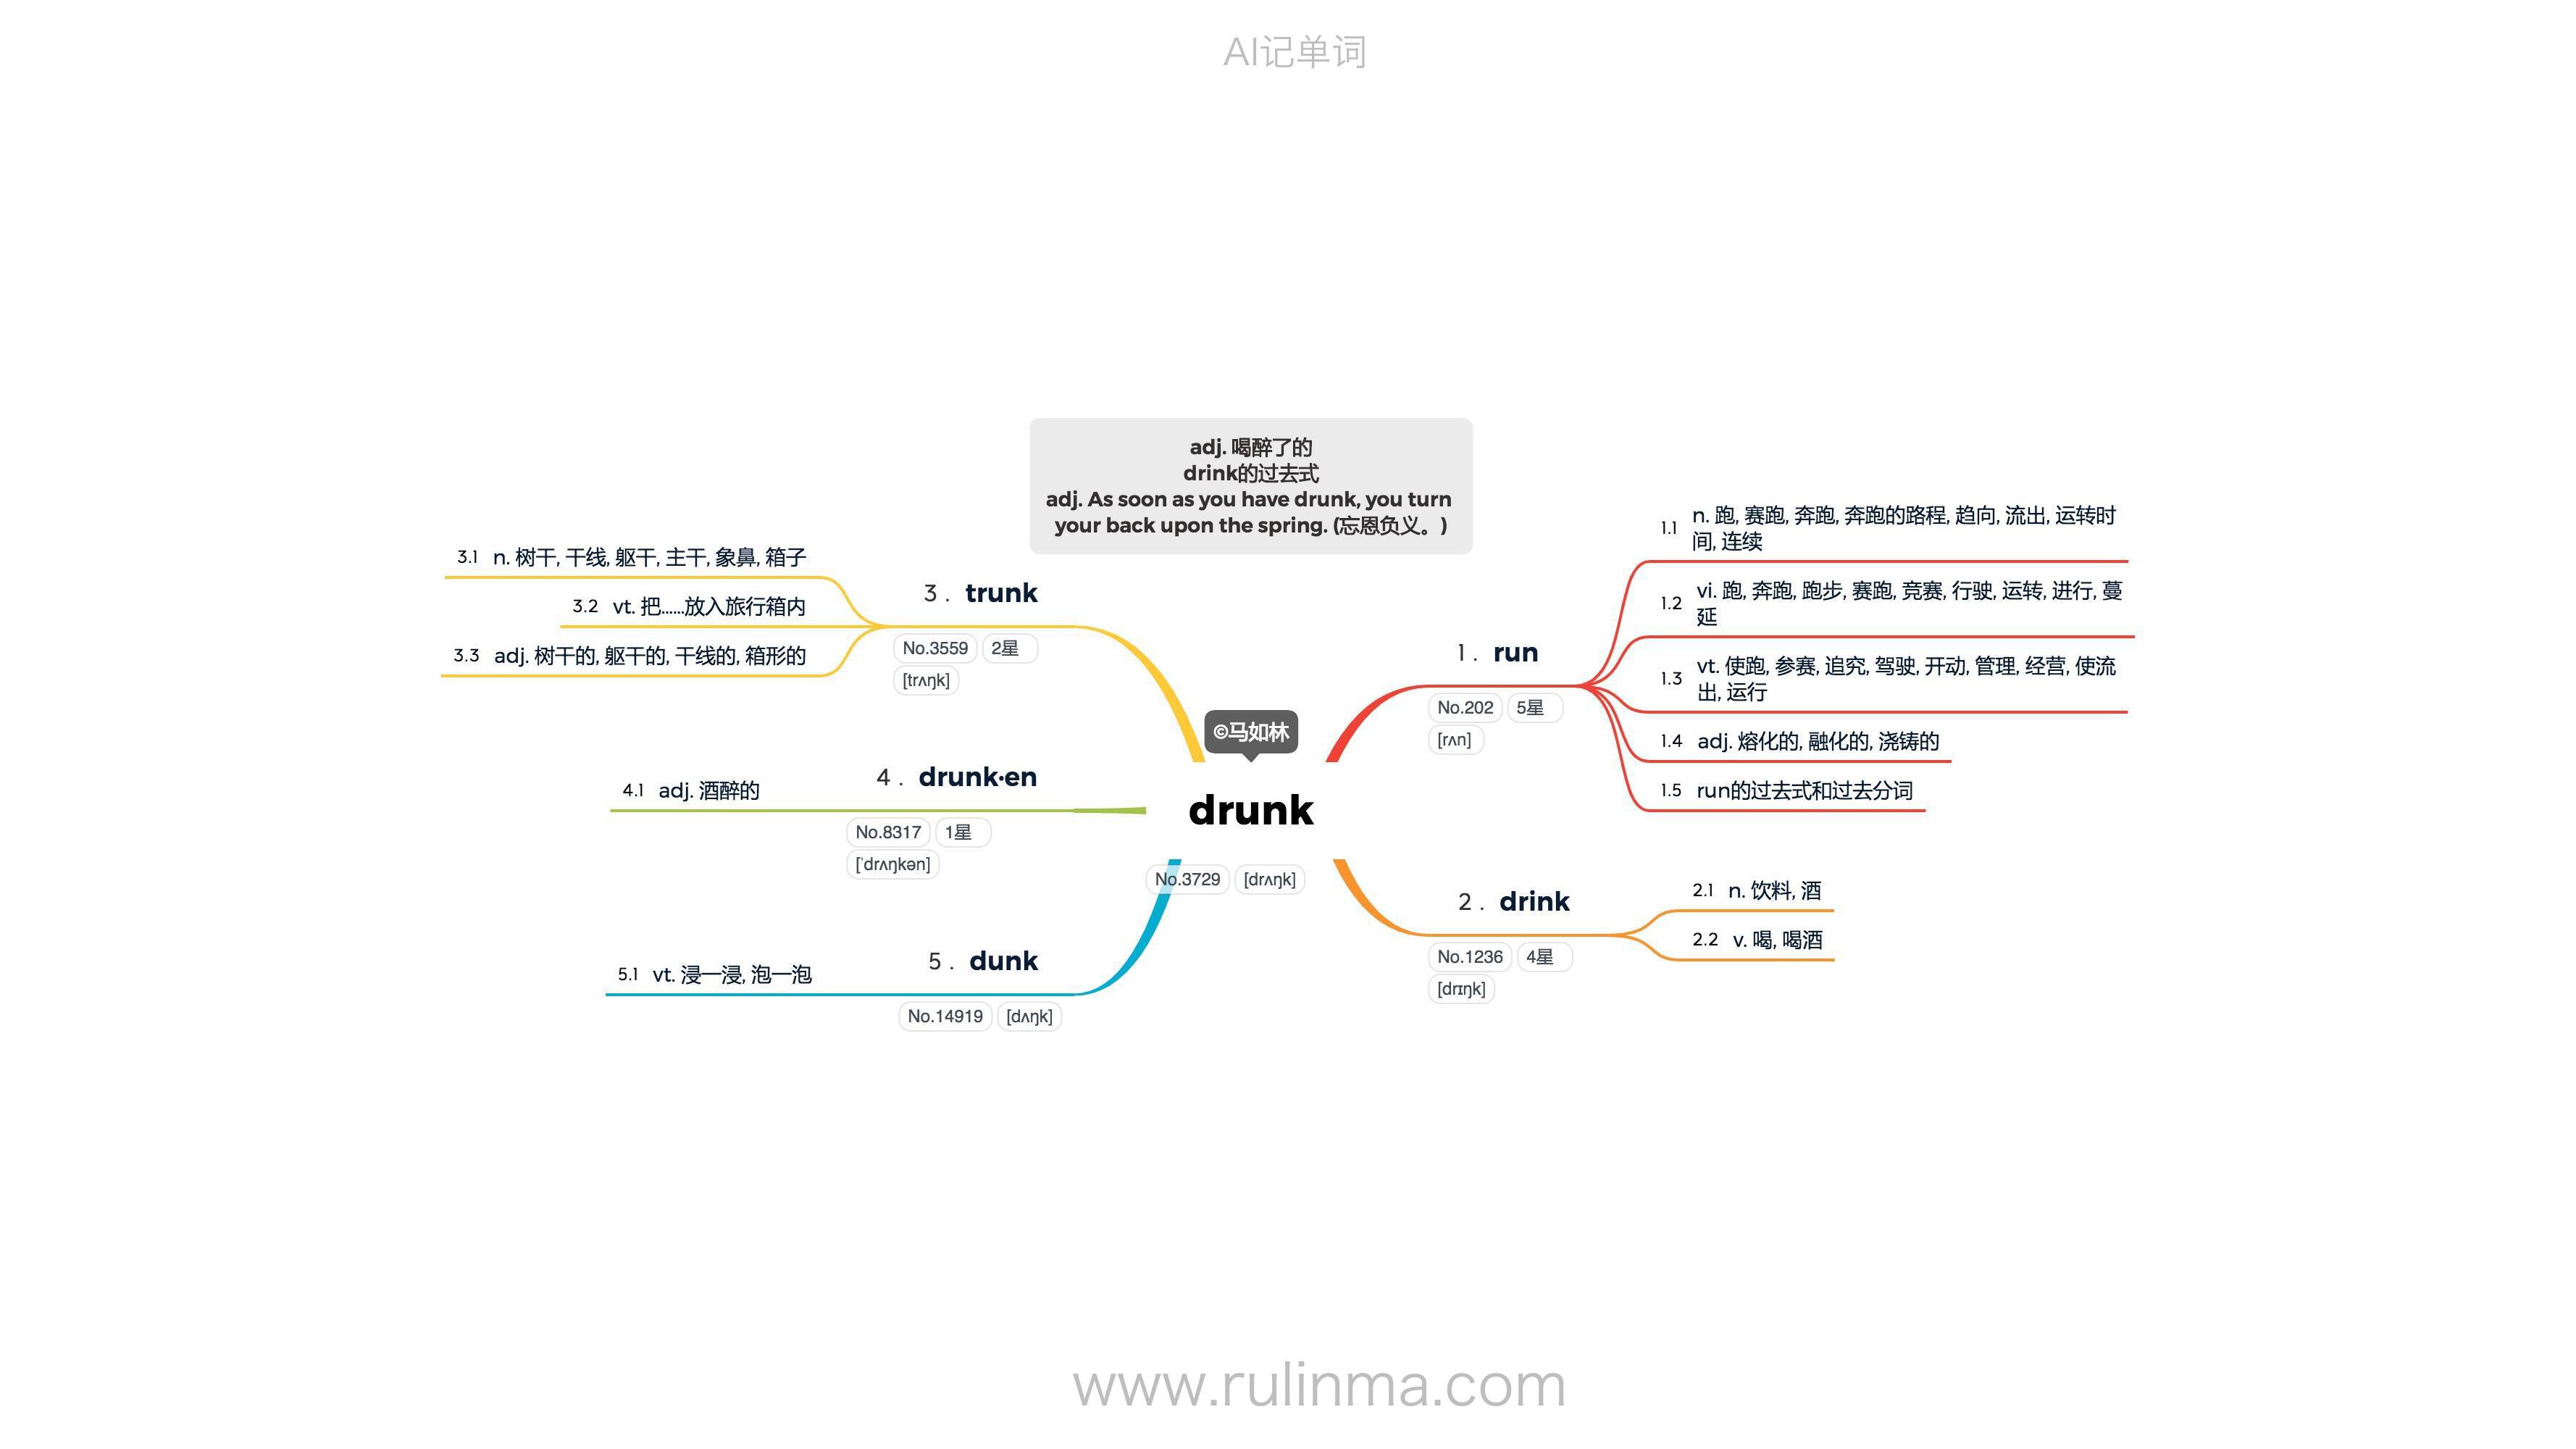 AI记单词
adj. 喝醉了的
drink的过去式
adj. As soon as you have drunk, you turn
your back upon the spring. (忘恩负义。)
©马如林
drunk
No.3729 [drʌŋk]
1. run
No.202 5星
[rʌn]
1.1 n. 跑, 赛跑, 奔跑, 奔跑的路程, 趋向, 流出, 运转时
间, 连续
1.2 vi. 跑, 奔跑, 跑步, 赛跑, 竞赛, 行驶, 运转, 进行, 蔓
延
1.3 vt. 使跑, 参赛, 追究, 驾驶, 开动, 管理, 经营, 使流
出, 运行
1.4 adj. 熔化的, 融化的, 浇铸的
1.5 run的过去式和过去分词
2. drink
No.1236 4星
[drɪŋk]
2.1 n. 饮料, 酒
2.2 v. 喝, 喝酒
3. trunk
No.3559 2星
[trʌŋk]
3.1 n. 树干, 干线, 躯干, 主干, 象鼻, 箱子
3.2 vt. 把……放入旅行箱内
3.3 adj. 树干的, 躯干的, 干线的, 箱形的
4. drunk·en
No.8317 1星
[ˈdrʌŋkən]
4.1 adj. 酒醉的
5. dunk
No.14919 [dʌŋk]
5.1 vt. 浸一浸, 泡一泡
www.rulinma.com